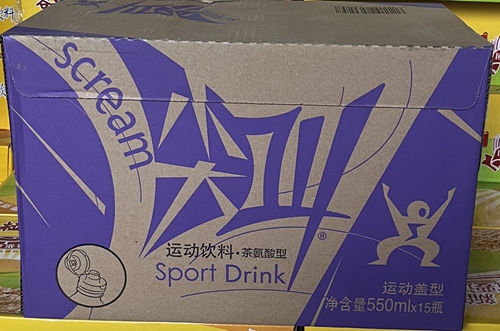 scream
尖叫®
运动饮料·茶氨酸型
Sport Drink
运动盖型
净含量550mlx15瓶